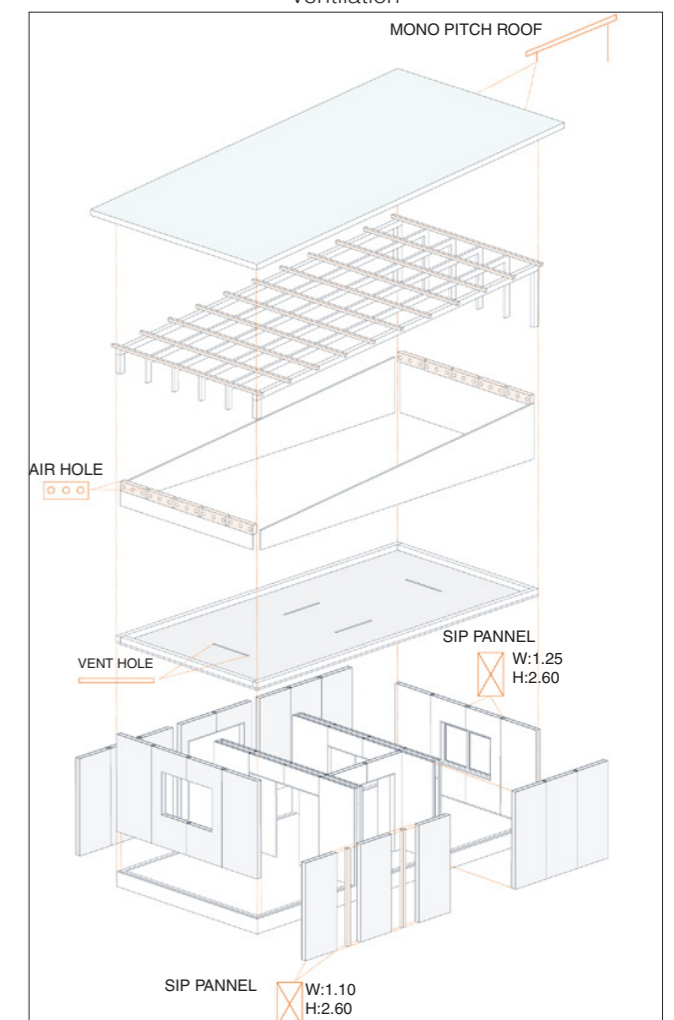 Ventilation
MONO PITCH ROOF
AIR HOLE
VENT HOLE
SIP PANNEL
W:1.25
H:2.60
SIP PANNEL
W:1.10
H:2.60